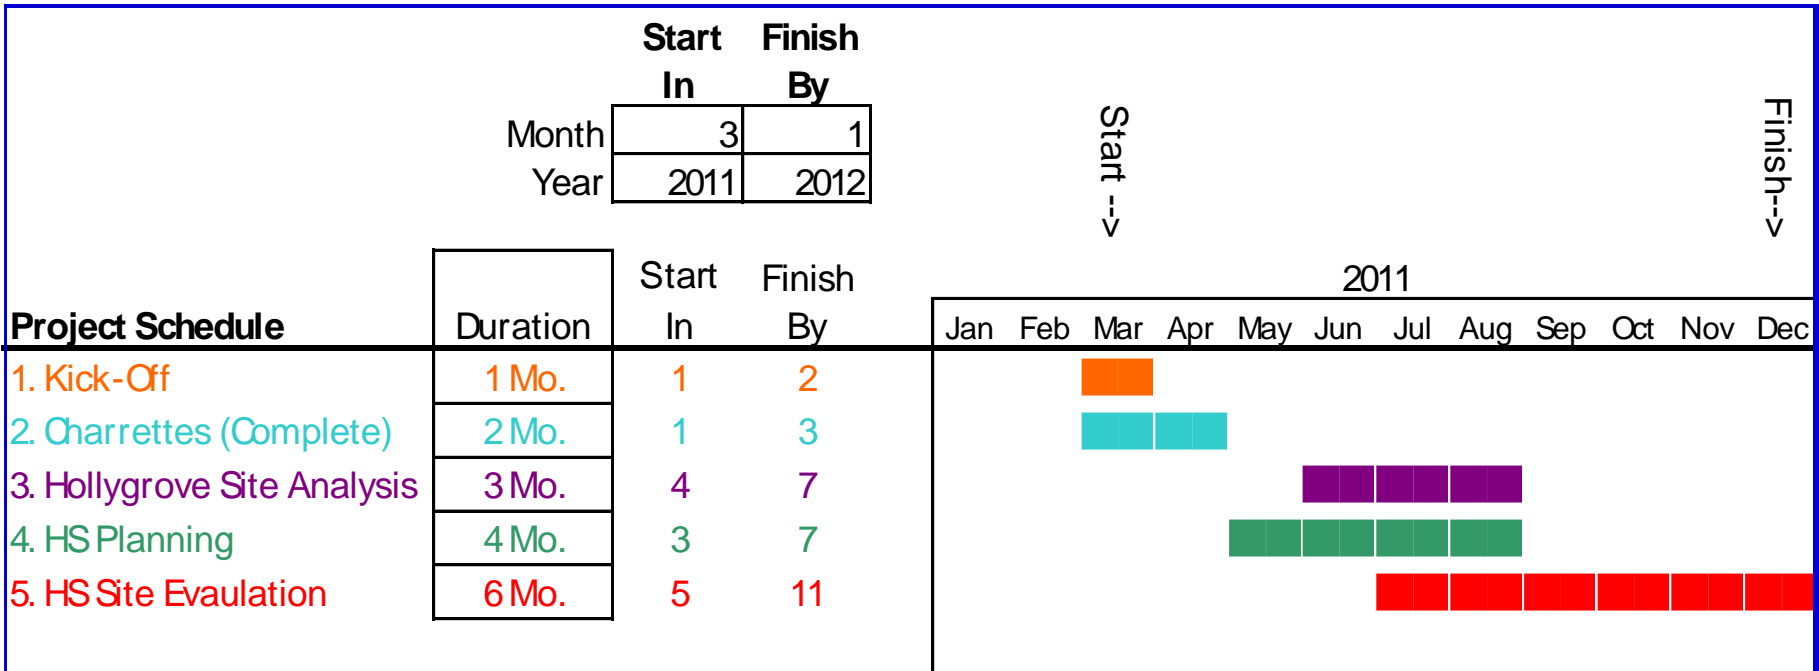 Start Finish
In By
Month 3 1
Year 2011 2012
Start -->
Finish-->
Start Finish 2011
Project Schedule Duration In By Jan Feb Mar Apr May Jun Jul Aug Sep Oct Nov Dec
1. Kick-Off 1 Mo. 1 2
2. Charrettes (Complete) 2 Mo. 1 3
3. Hollygrove Site Analysis 3 Mo. 4 7
4. HS Planning 4 Mo. 3 7
5. HS Site Evaulation 6 Mo. 5 11